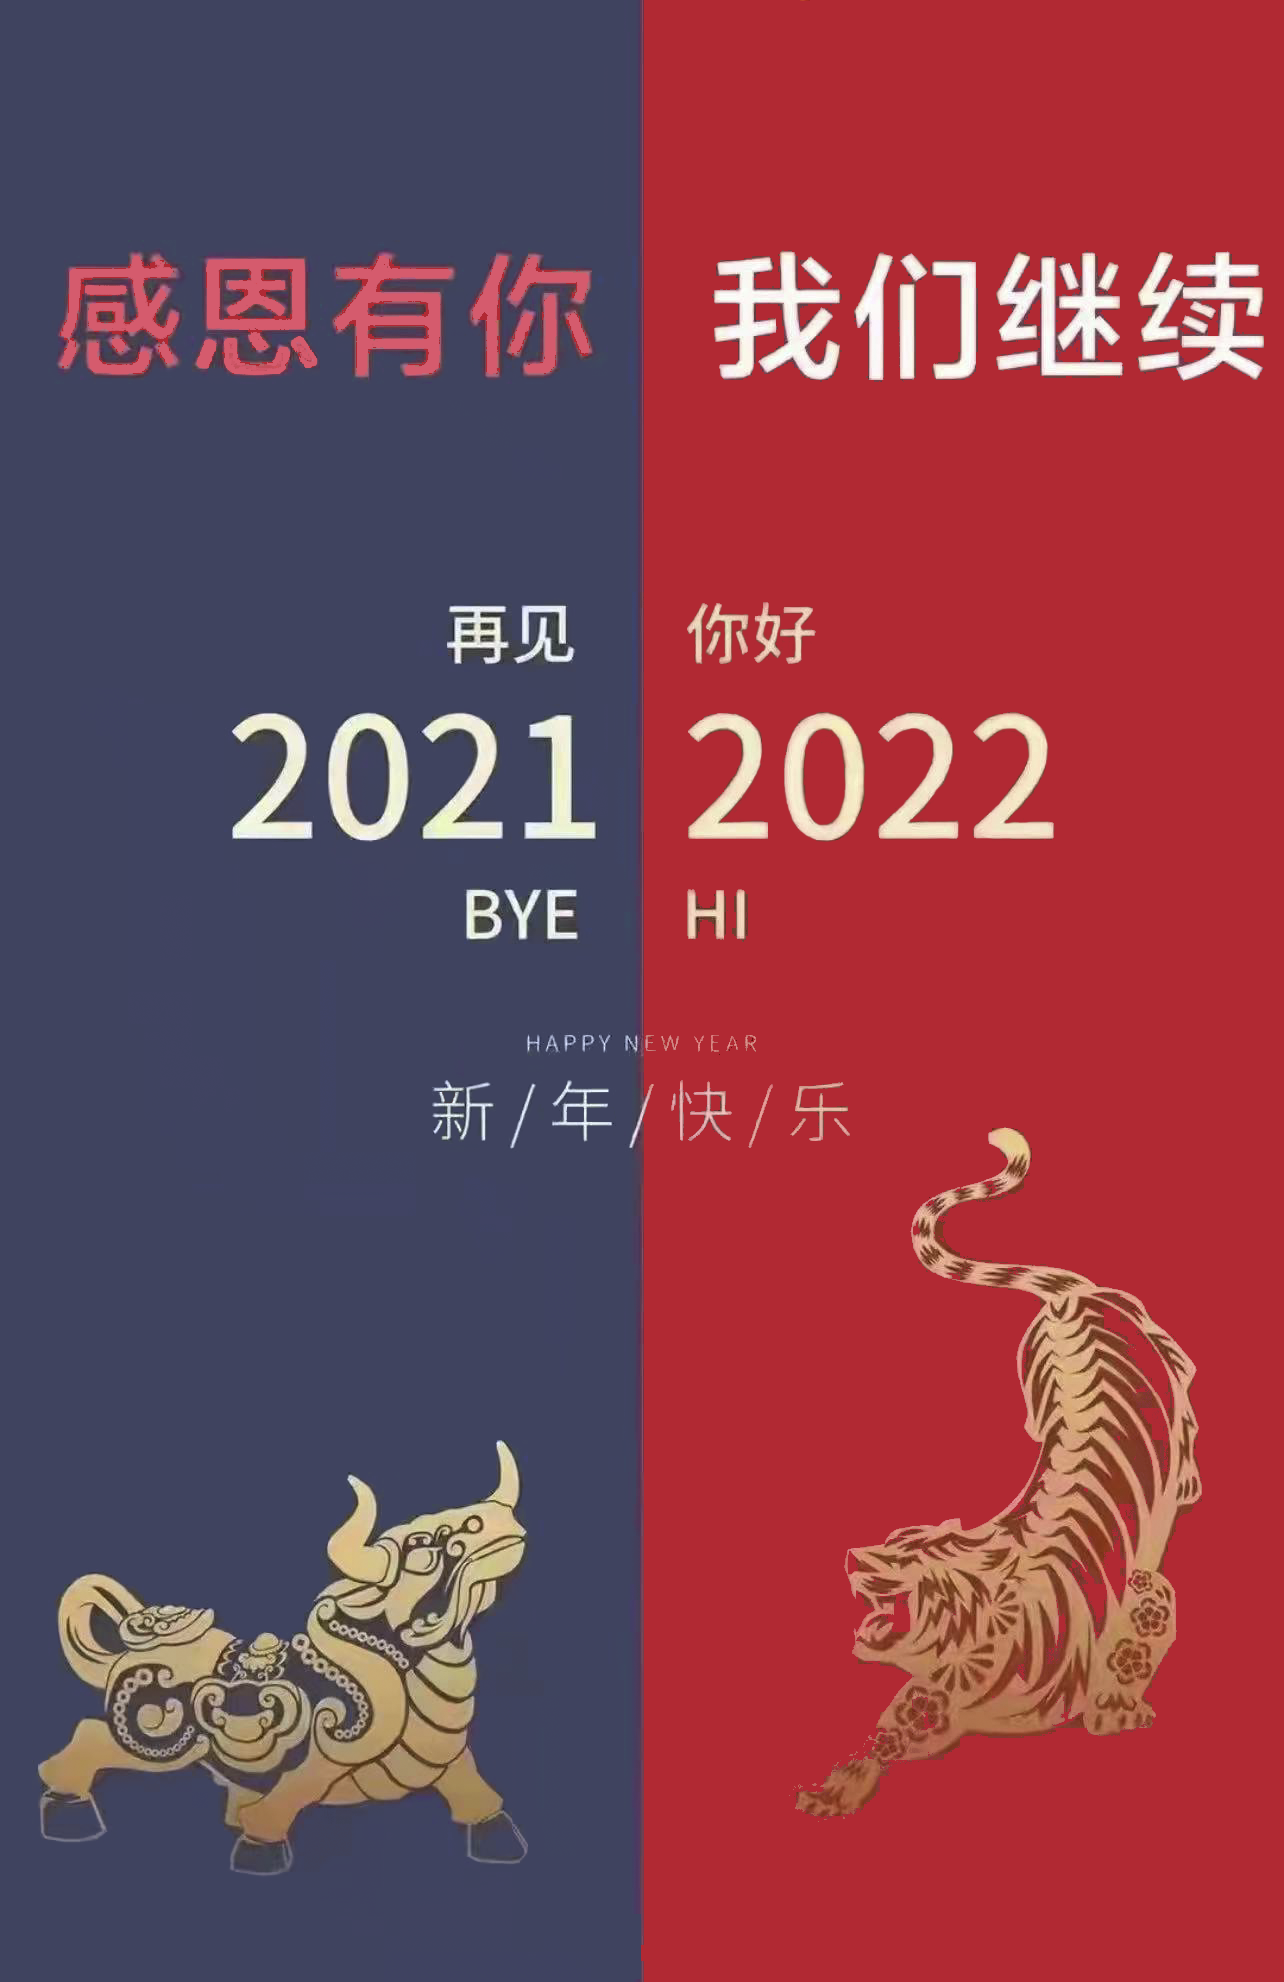 感恩有你 我们继续
再见 你好
2021 2022
BYE HI
HAPPY NEW YEAR
新/年/快/乐